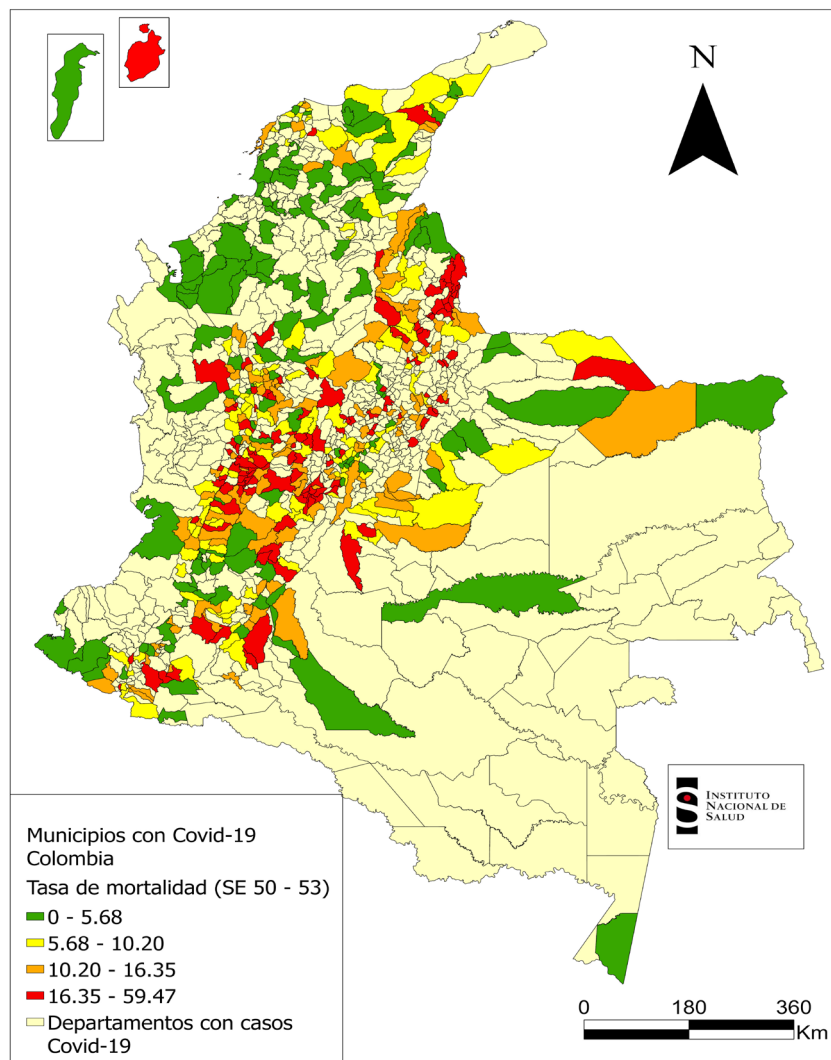 N
INSTITUTO
NACIONAL DE
SALUD
Municipios con Covid-19
Colombia
Tasa de mortalidad (SE 50 - 53)
0 - 5.68
5.68 - 10.20
10.20 - 16.35
16.35 - 59.47
Departamentos con casos
Covid-19
0 180 360
Km